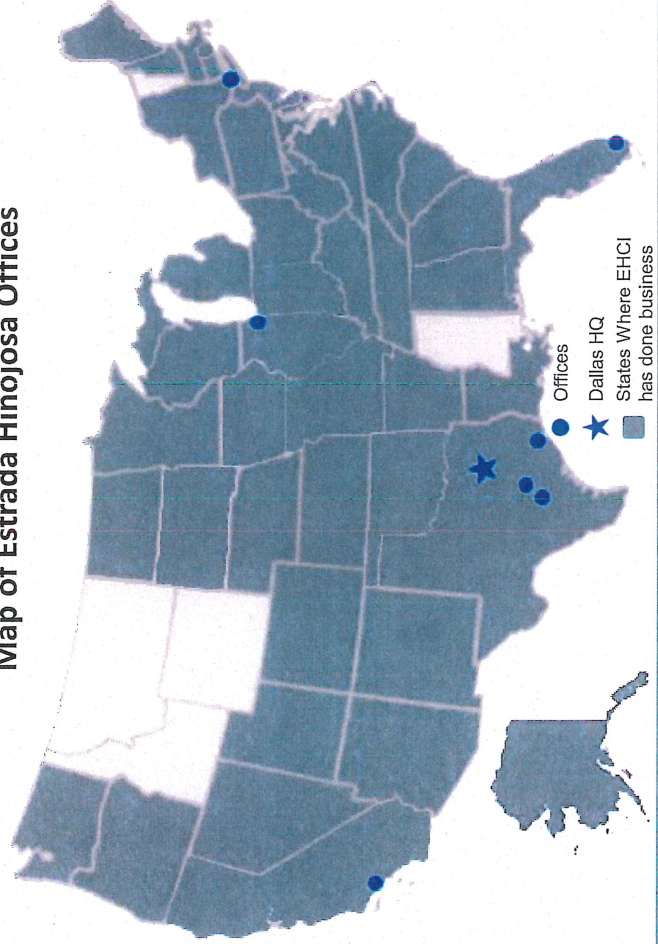 Map of Estrada Hinojosa Offices
Offices
Dallas HQ
States Where EHCI
has done business